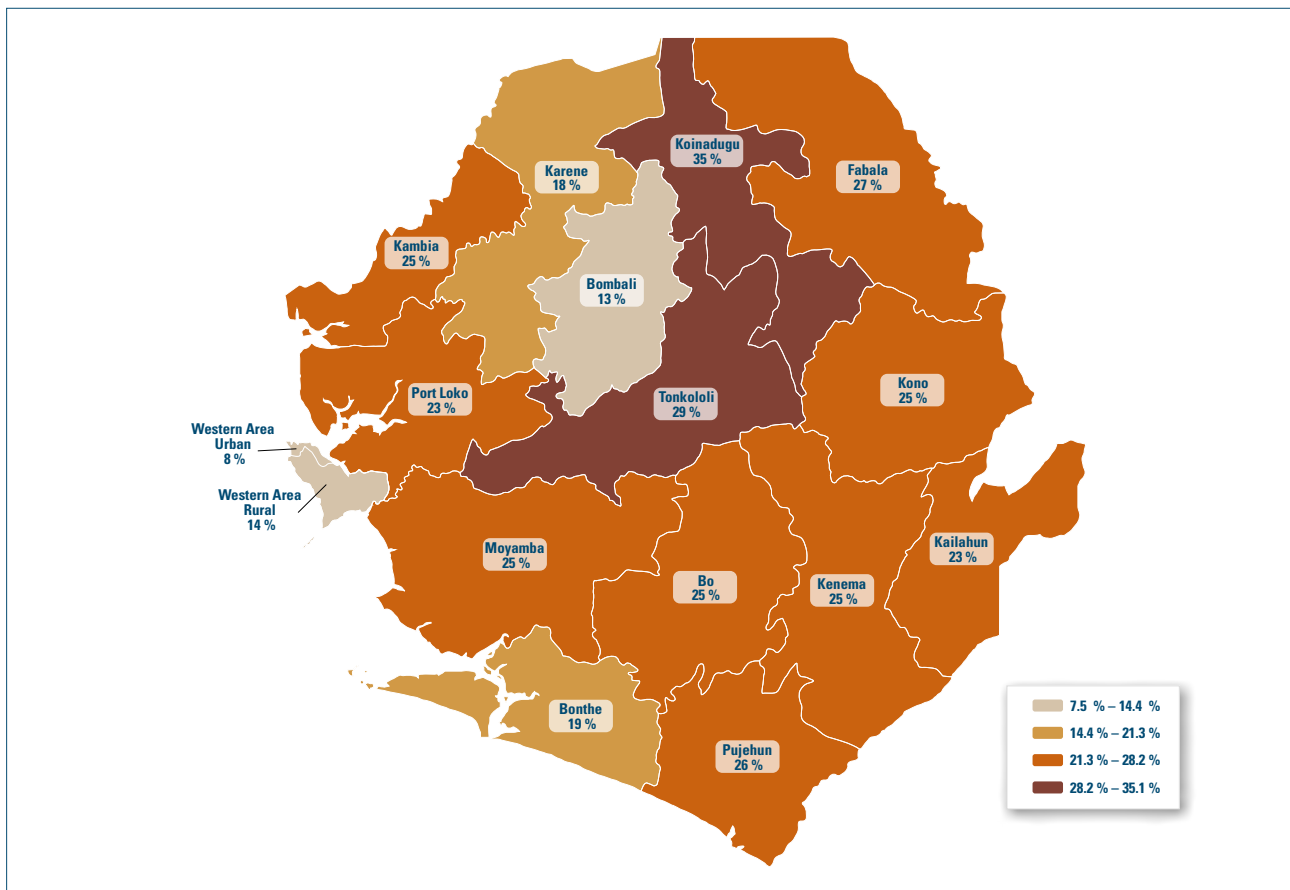 Koinadugu
35 %
Karene
18 %
Fabala
27 %
Kambia
25 %
Bombali
13 %
Port Loko
23 %
Tonkololi
29 %
Kono
25 %
Western Area
Urban
8 %
Western Area
Rural
14 %
Moyamba
25 %
Bo
25 %
Kenema
25 %
Kailahun
23 %
Bonthe
19 %
Pujehun
26 %
7.5 % – 14.4 %
14.4 % – 21.3 %
21.3 % – 28.2 %
28.2 % – 35.1 %